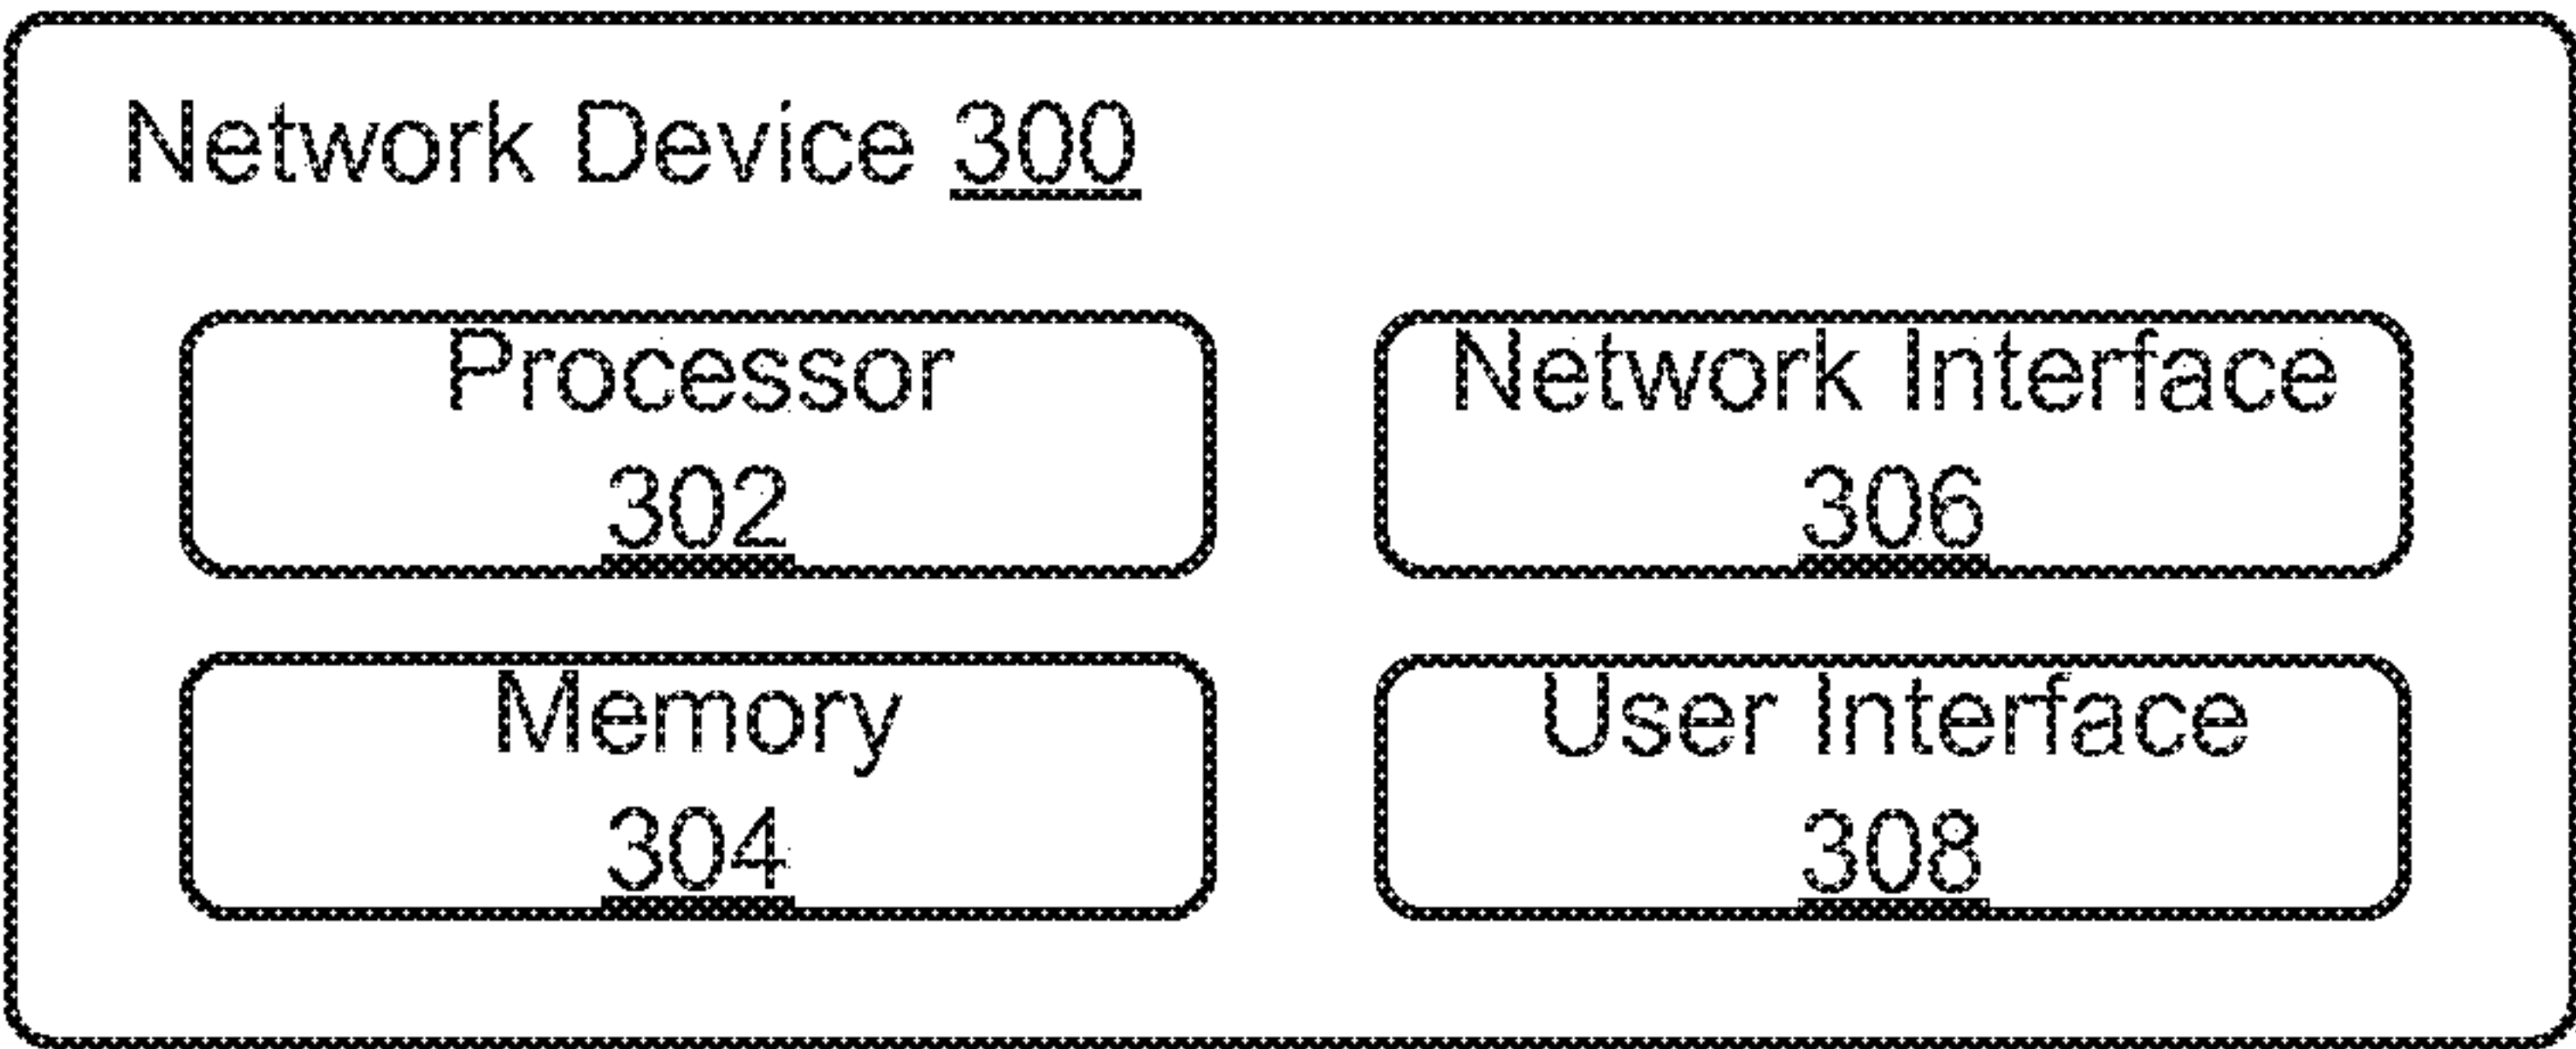 Network Device 300
Processor
302
Network Interface
306
Memory
304
User Interface
308